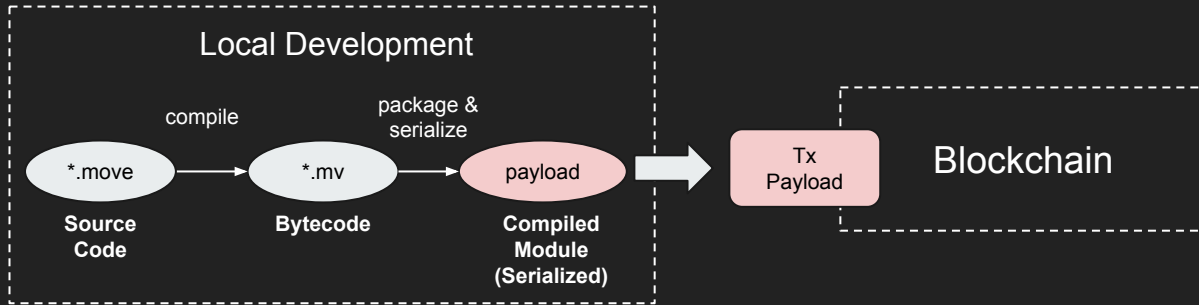 Local Development
compile
package &
serialize
*.move
*.mv
payload
Source
Code
Bytecode
Compiled
Module
(Serialized)
Tx
Payload
Blockchain